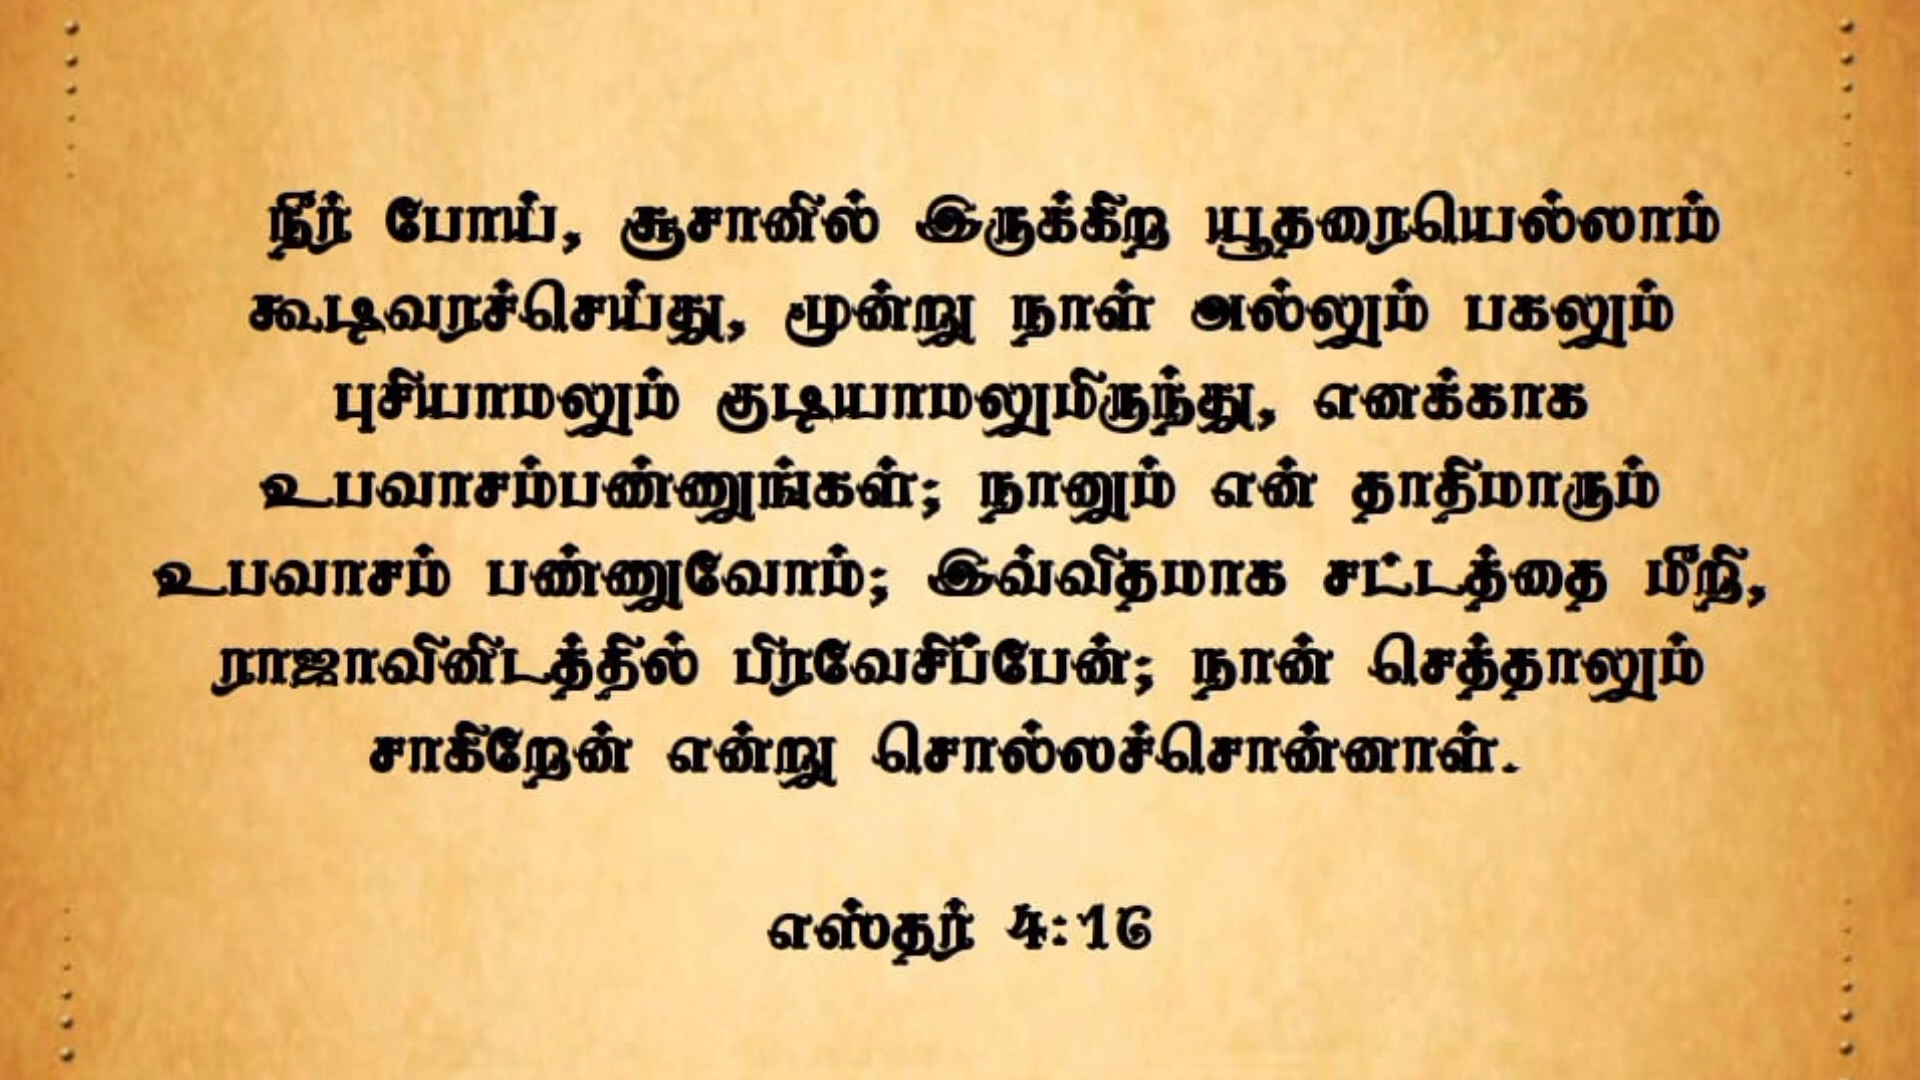 நீர் போய், சூசானில் இருக்கிற யூதரையெல்லாம்
கூடிவரச்செய்து, மூன்று நாள் அல்லும் பகலும்
புசியாமலும் குடியாமலுமிருந்து, எனக்காக
உபவாசம்பண்ணுங்கள்; நானும் என் தாதிமாரும்
உபவாசம் பண்ணுவோம்; இவ்விதமாக சட்டத்தை மீறி,
ராஜாவினிடத்தில் பிரவேசிப்பேன்; நான் செத்தாலும்
சாகிறேன் என்று சொல்லச்சொன்னாள்.
எஸ்தர் 4:16